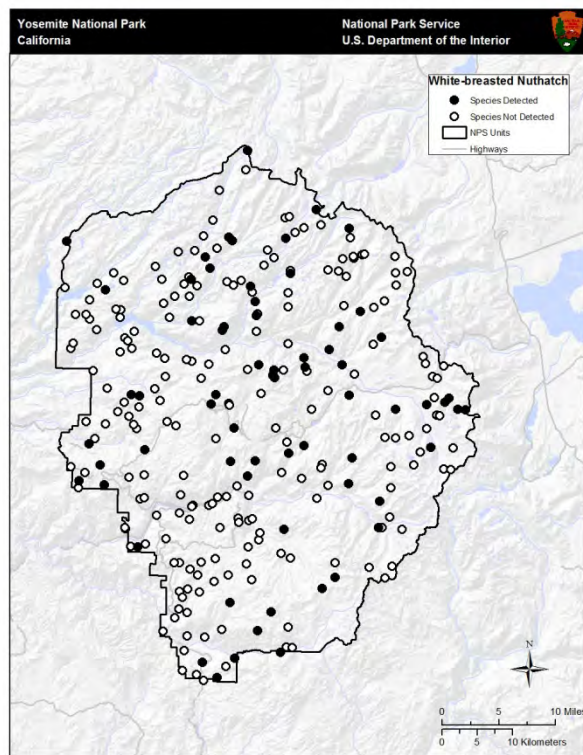 Yosemite National Park
California
National Park Service
U.S. Department of the Interior
White-breasted Nuthatch
Species Detected
Species Not Detected
NPS Units
Highways
N
0 5 10 Miles
0 5 10 Kilometers